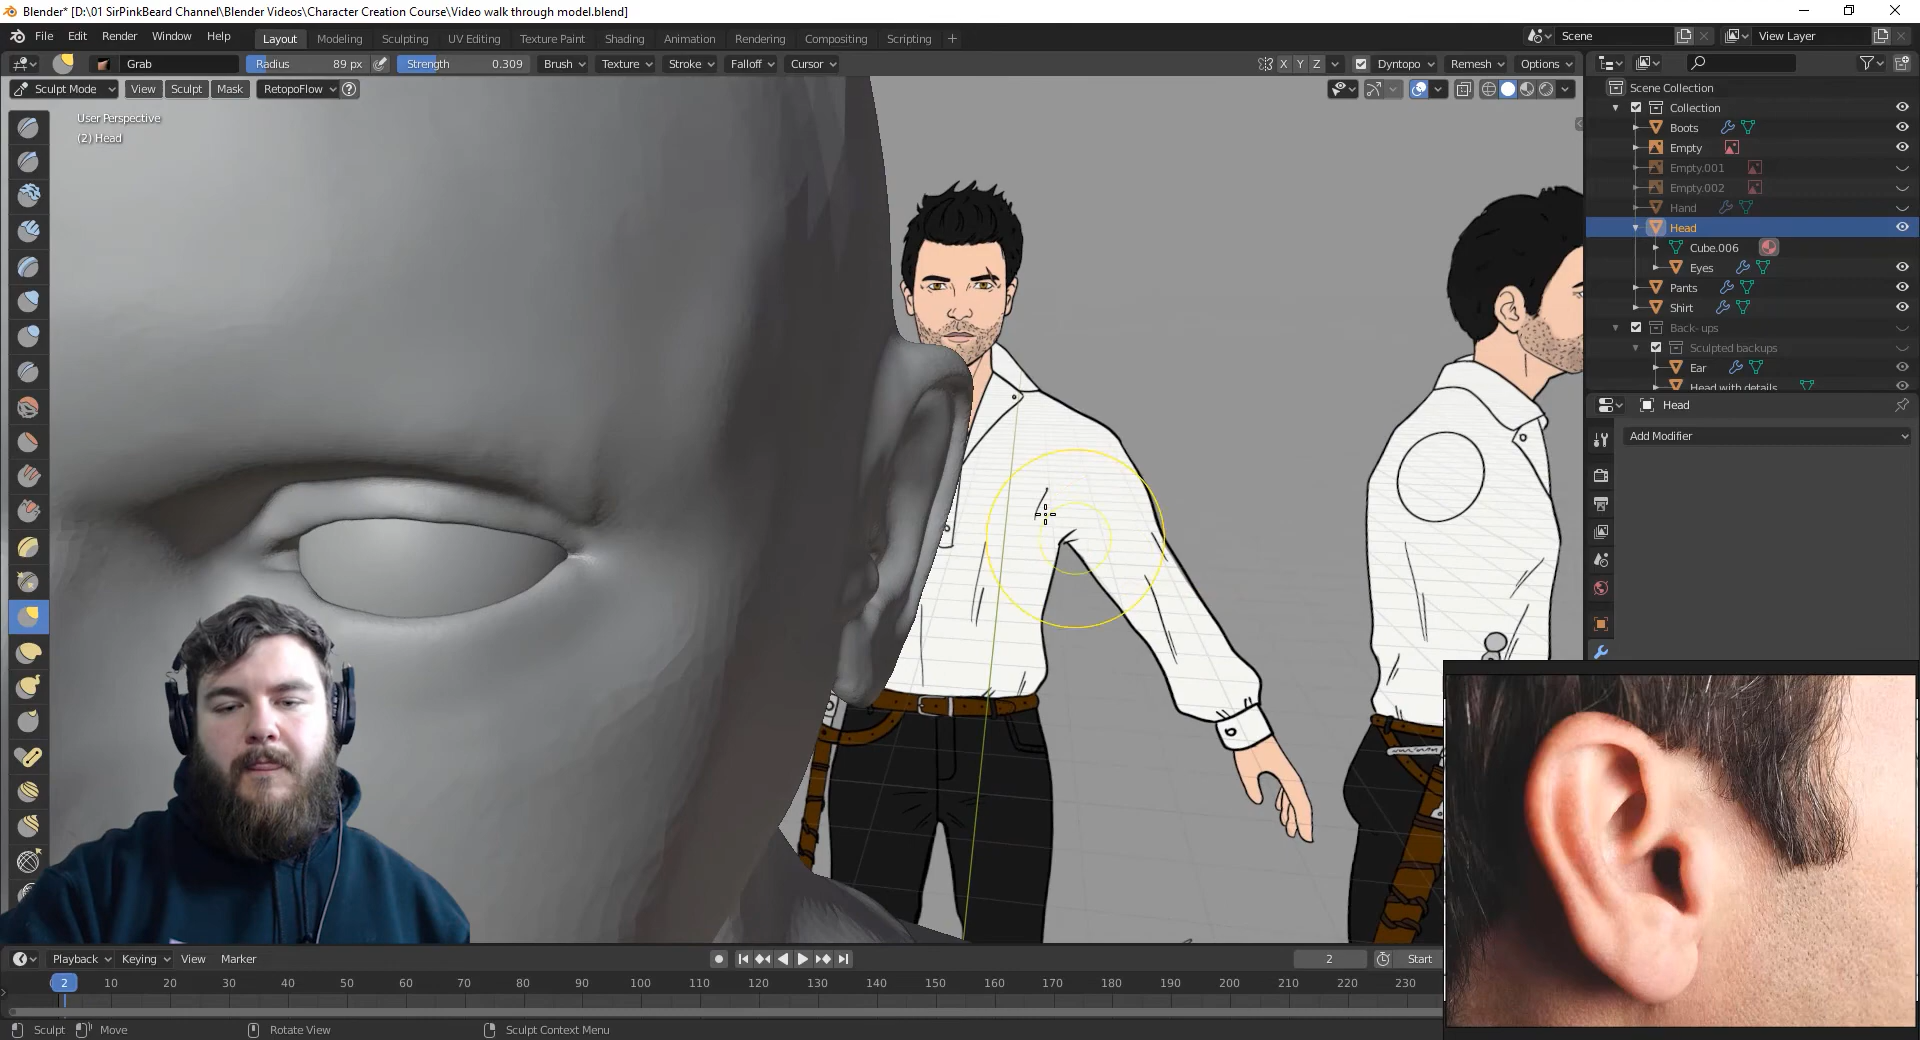 Blender* [D:\01 SirPinkBeard Channel\Blender Videos\Character Creation Course\Video walk through model.blend]
File Edit Render Window Help Layout Modeling Sculpting UV Editing Texture Paint Shading Animation Rendering Compositing Scripting + Scene View Layer
Grab Radius 89 px Strength 0.309 Brush Texture Stroke Falloff Cursor X Y Z Dyntopo Remesh Options
Sculpt Mode View Sculpt Mask RetopoFlow ?
User Perspective
(2) Head
Scene Collection
Collection
Boots
Empty
Empty.001
Empty.002
Hand
Head
Cube.006
Eyes
Pants
Shirt
Back-ups
Sculpted backups
Ear
Head with details
Head
Add Modifier
Playback Keying View Marker 2 Start
2 10 20 30 40 50 60 70 80 90 100 110 120 130 140 150 160 170 180 190 200 210 220 230
Sculpt Move Rotate View Sculpt Context Menu